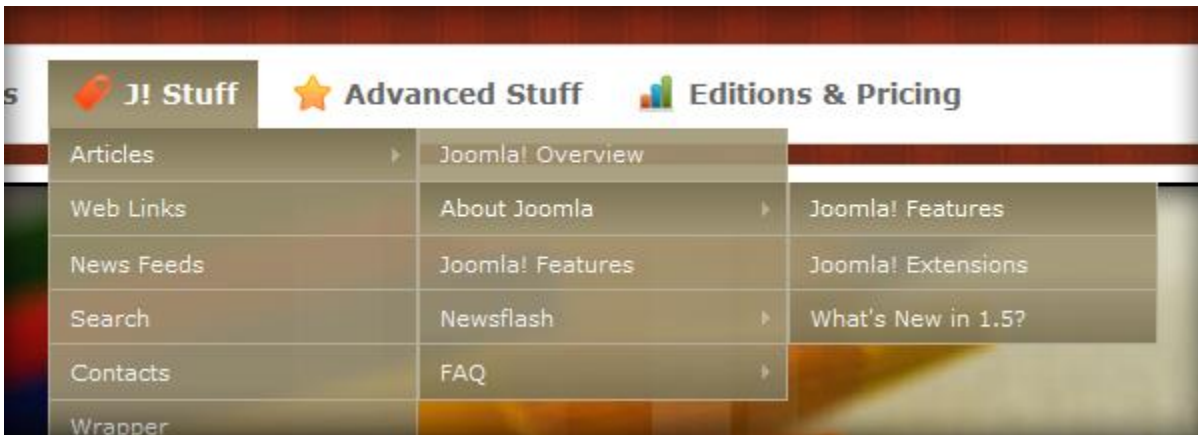 s J! Stuff Advanced Stuff Editions & Pricing
Articles Joomla! Overview
Web Links About Joomla Joomla! Features
News Feeds Joomla! Features Joomla! Extensions
Search Newsflash What's New in 1.5?
Contacts FAQ
Wrapper